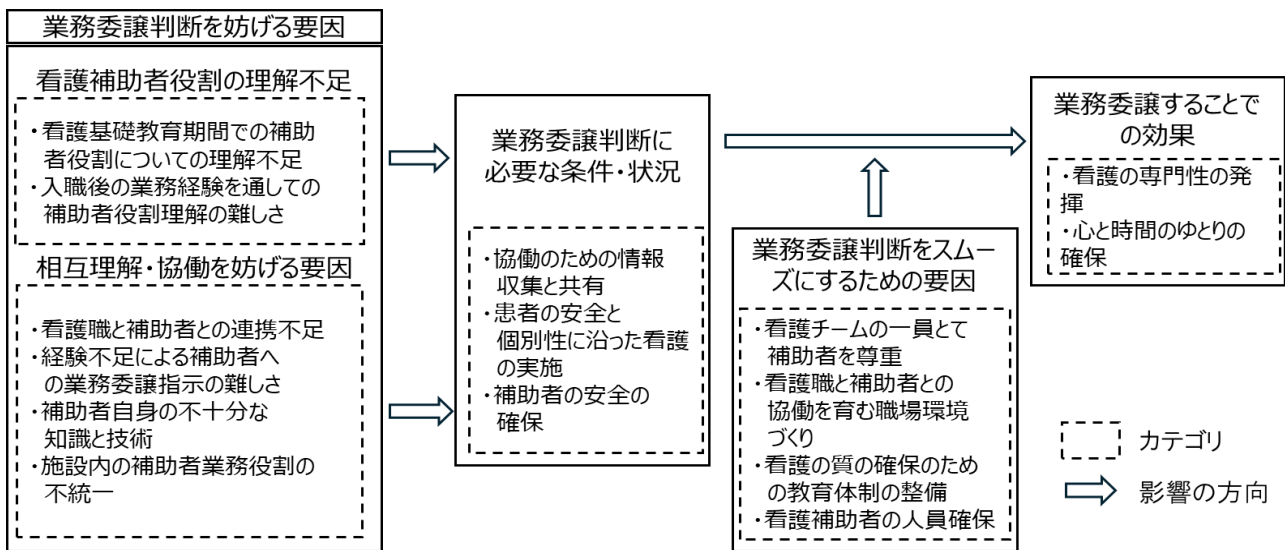 業務委譲判断を妨げる要因
看護補助者役割の理解不足
・看護基礎教育期間での補助
者役割についての理解不足
・入職後の業務経験を通しての
補助者役割理解の難しさ
相互理解・協働を妨げる要因
・看護職と補助者との連携不足
・経験不足による補助者へ
の業務委譲指示の難しさ
・補助者自身の不十分な
知識と技術
・施設内の補助者業務役割の
不統一
業務委譲判断に
必要な条件・状況
・協働のための情報
収集と共有
・患者の安全と
個別性に沿った看護
の実施
・補助者の安全の
確保
業務委譲判断をスムー
ズにするための要因
・看護チームの一員とて
補助者を尊重
・看護職と補助者との
協働を育む職場環境
づくり
・看護の質の確保のため
の教育体制の整備
・看護補助者の人員確保
業務委譲することで
の効果
・看護の専門性の発
揮
・心と時間のゆとりの
確保
カテゴリ
影響の方向